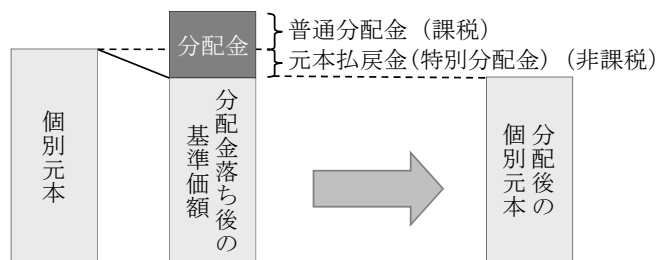 分配金
普通分配金（課税）
元本払戻金(特別分配金)（非課税）
個別元本
分配金落ち後の
基準価額
分配後の
個別元本